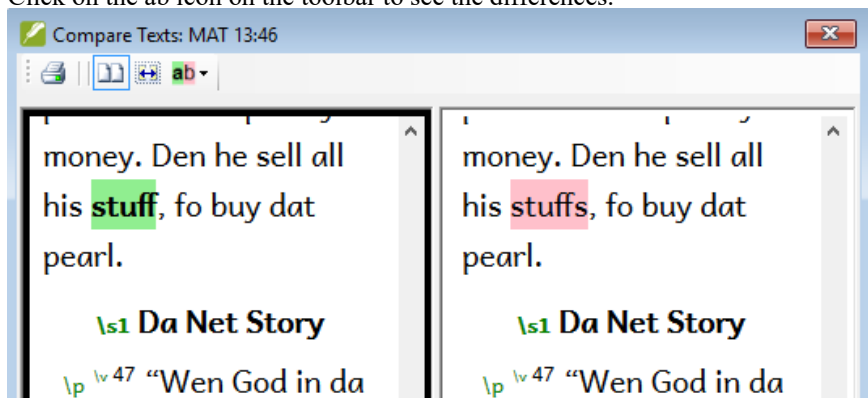 Click on the ab icon on the toolbar to see the differences.
Compare Texts: MAT 13:46
ab
money. Den he sell all
his stuff, fo buy dat
pearl.
\s1 Da Net Story
\p \v 47 “Wen God in da
money. Den he sell all
his stuffs, fo buy dat
pearl.
\s1 Da Net Story
\p \v 47 “Wen God in da